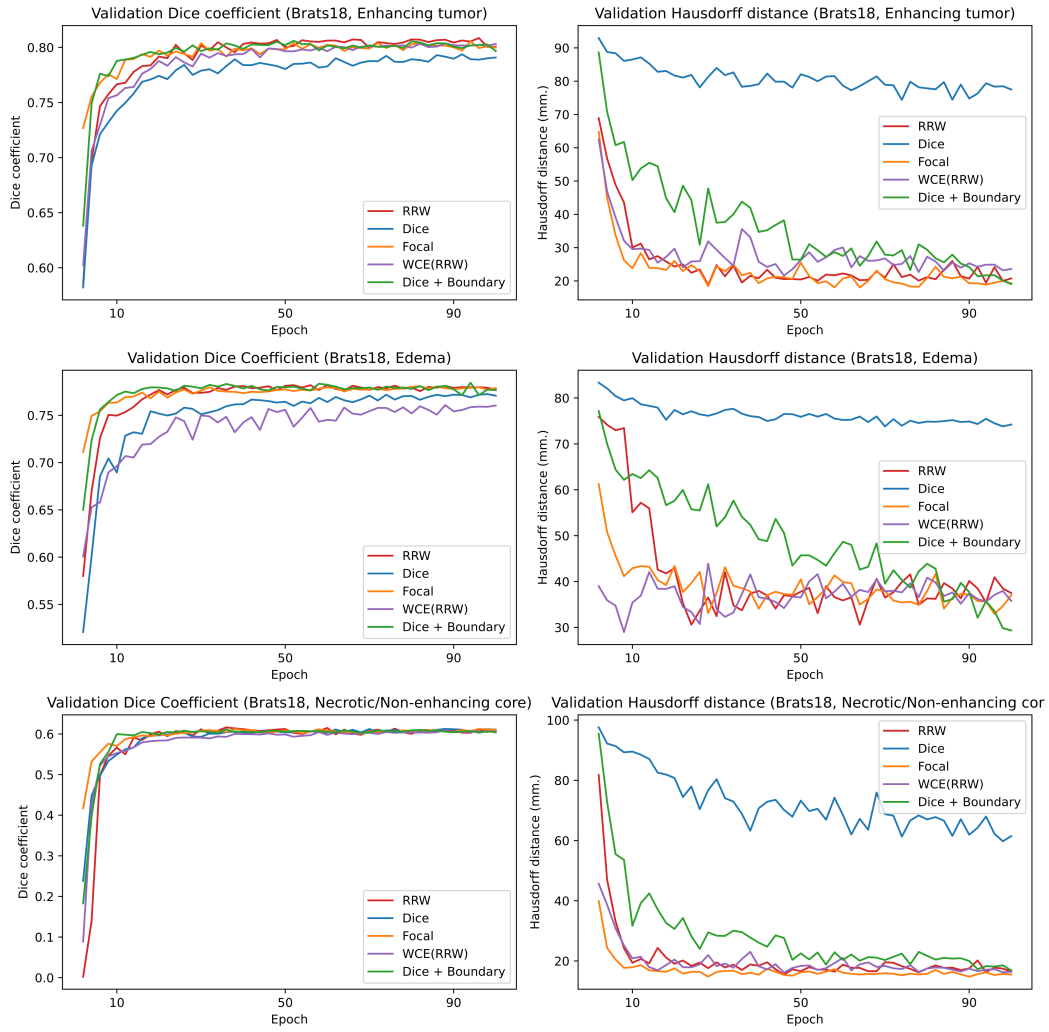 Validation Dice coefficient (Brats18, Enhancing tumor)
Dice coefficient
0.80
0.75
0.70
0.65
0.60
10
50
90
Epoch
RRW
Dice
Focal
WCE(RRW)
Dice + Boundary
Validation Hausdorff distance (Brats18, Enhancing tumor)
Hausdorff distance (mm.)
90
80
70
60
50
40
30
20
10
50
90
Epoch
RRW
Dice
Focal
WCE(RRW)
Dice + Boundary
Validation Dice Coefficient (Brats18, Edema)
Dice coefficient
0.75
0.70
0.65
0.60
0.55
10
50
90
Epoch
RRW
Dice
Focal
WCE(RRW)
Dice + Boundary
Validation Hausdorff distance (Brats18, Edema)
Hausdorff distance (mm.)
80
70
60
50
40
30
10
50
90
Epoch
RRW
Dice
Focal
WCE(RRW)
Dice + Boundary
Validation Dice Coefficient (Brats18, Necrotic/Non-enhancing core)
Dice coefficient
0.6
0.5
0.4
0.3
0.2
0.1
0.0
10
50
90
Epoch
RRW
Dice
Focal
WCE(RRW)
Dice + Boundary
Validation Hausdorff distance (Brats18, Necrotic/Non-enhancing cor
Hausdorff distance (mm.)
100
80
60
40
20
10
50
90
Epoch
RRW
Dice
Focal
WCE(RRW)
Dice + Boundary